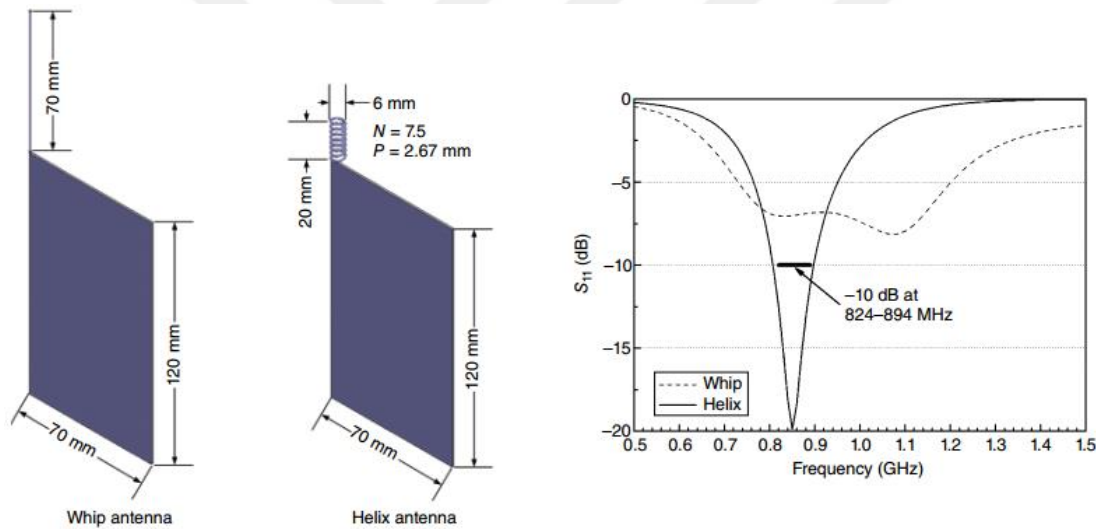 70 mm
120 mm
70 mm
Whip antenna
6 mm
N = 7.5
P = 2.67 mm
20 mm
120 mm
70 mm
Helix antenna
0
−5
−10
−15
−20
S11 (dB)
−10 dB at
824–894 MHz
Whip
Helix
0.5 0.6 0.7 0.8 0.9 1.0 1.1 1.2 1.3 1.4 1.5
Frequency (GHz)